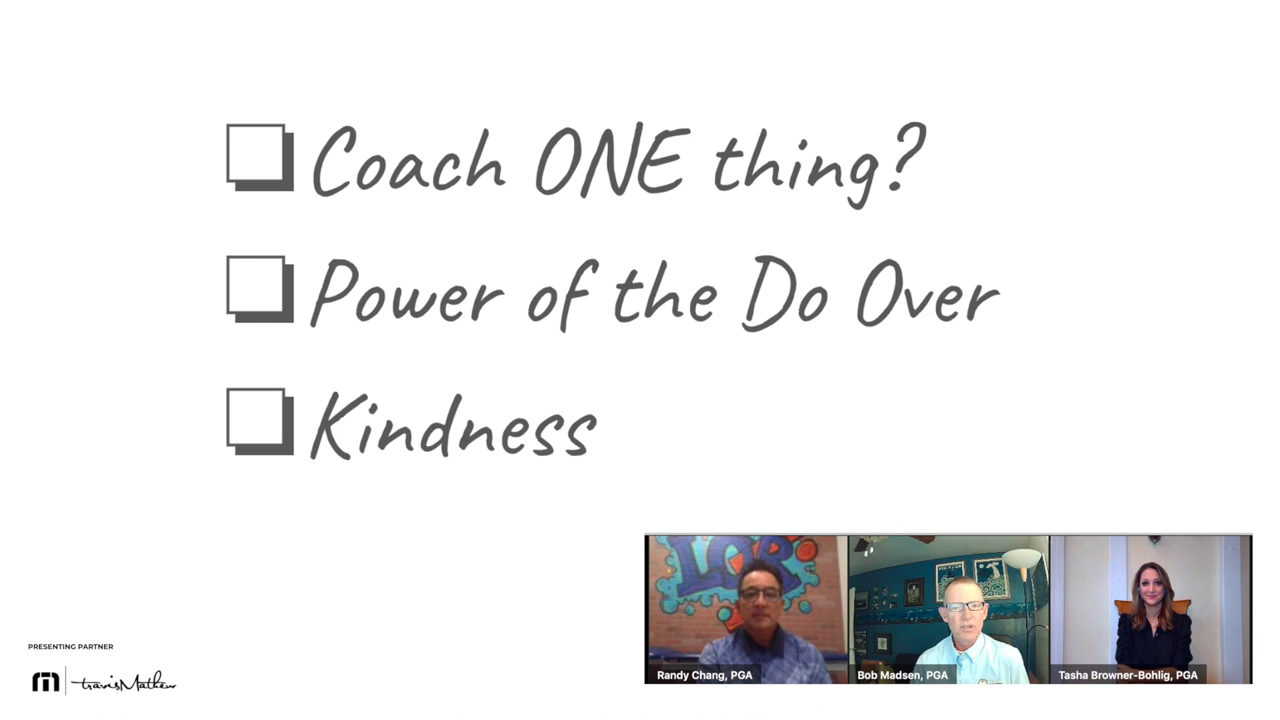 Coach ONE thing?
Power of the Do Over
Kindness
PRESENTING PARTNER
travisMathew
LGR
Randy Chang, PGA
Bob Madsen, PGA
Tasha Browner-Bohlig, PGA